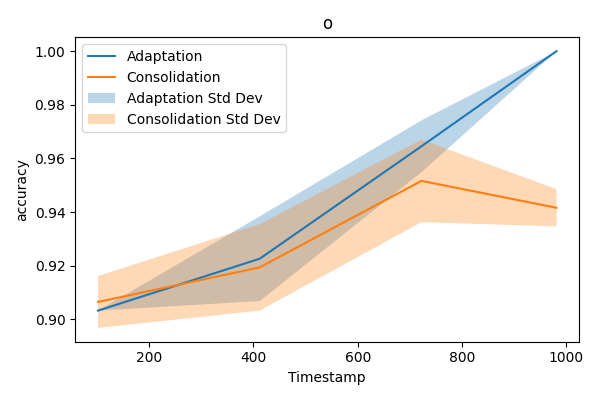 o
Adaptation
Consolidation
Adaptation Std Dev
Consolidation Std Dev
1.00
0.98
0.96
0.94
0.92
0.90
accuracy
200
400
600
800
1000
Timestamp